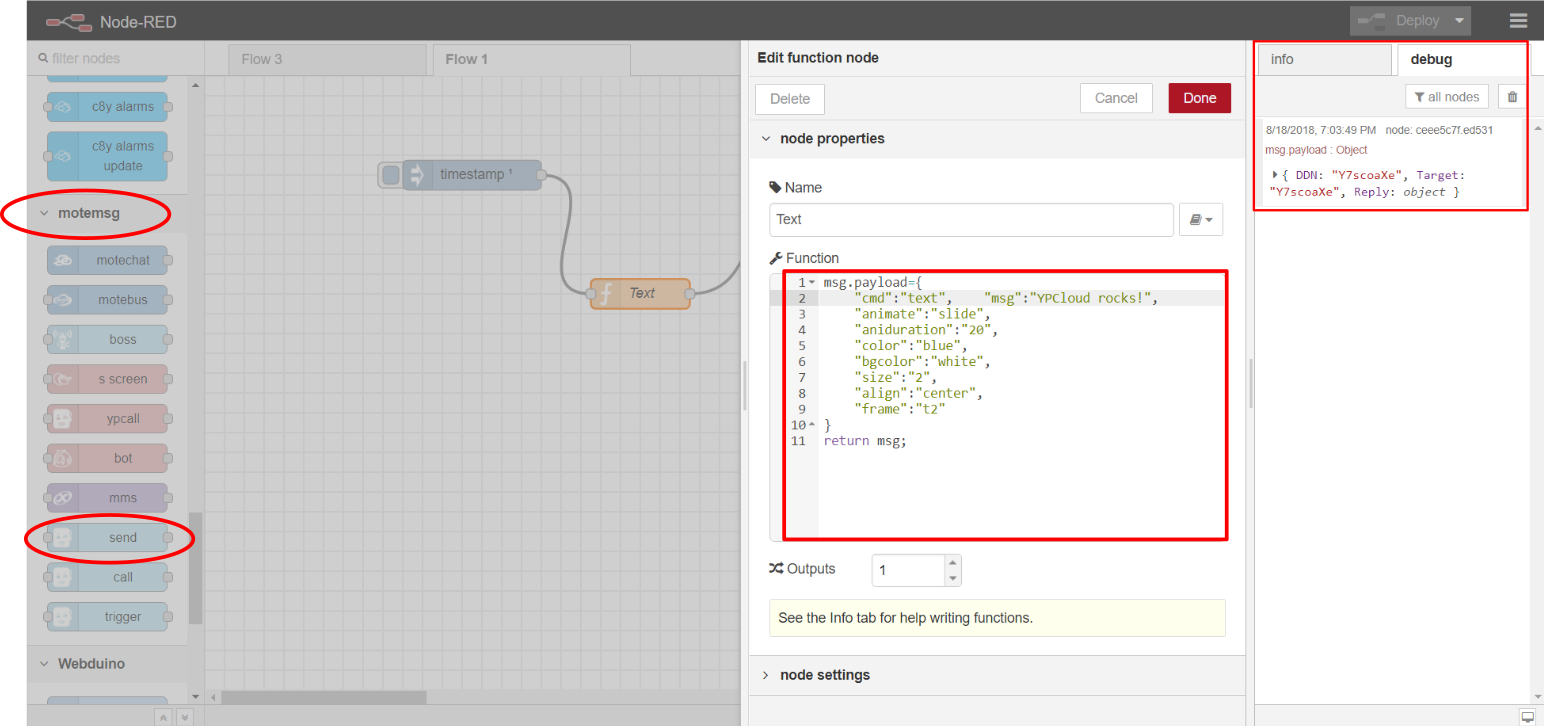 Node-RED
Deploy
filter nodes
Flow 3
Flow 1
c8y alarms
c8y alarms
update
motemsg
motechat
motebus
boss
s screen
ypcall
bot
mms
send
call
trigger
Webduino
timestamp ¹
f
Text
Edit function node
Delete
Cancel
Done
node properties
Name
Text
Function
1 msg.payload={
2 "cmd":"text", "msg":"YPCloud rocks!",
3 "animate":"slide",
4 "aniduration":"20",
5 "color":"blue",
6 "bgcolor":"white",
7 "size":"2",
8 "align":"center",
9 "frame":"t2"
10 }
11 return msg;
Outputs
1
See the Info tab for help writing functions.
node settings
info
debug
all nodes
8/18/2018, 7:03:49 PM node: ceee5c7f.ed531
msg.payload : Object
{ DDN: "Y7scoaXe", Target:
"Y7scoaXe", Reply: object }